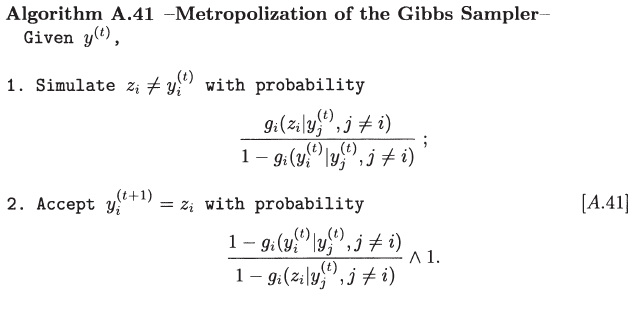 Algorithm A.41 –Metropolization of the Gibbs Sampler–
Given y^{(t)},
1. Simulate z_i ≠ y_i^{(t)} with probability
\frac{g_i(z_i|y_j^{(t)}, j ≠ i)}{1 - g_i(y_i^{(t)}|y_j^{(t)}, j ≠ i)} ;
2. Accept y_i^{(t+1)} = z_i with probability [A.41]
\frac{1 - g_i(y_i^{(t)}|y_j^{(t)}, j ≠ i)}{1 - g_i(z_i|y_j^{(t)}, j ≠ i)} ∧ 1.